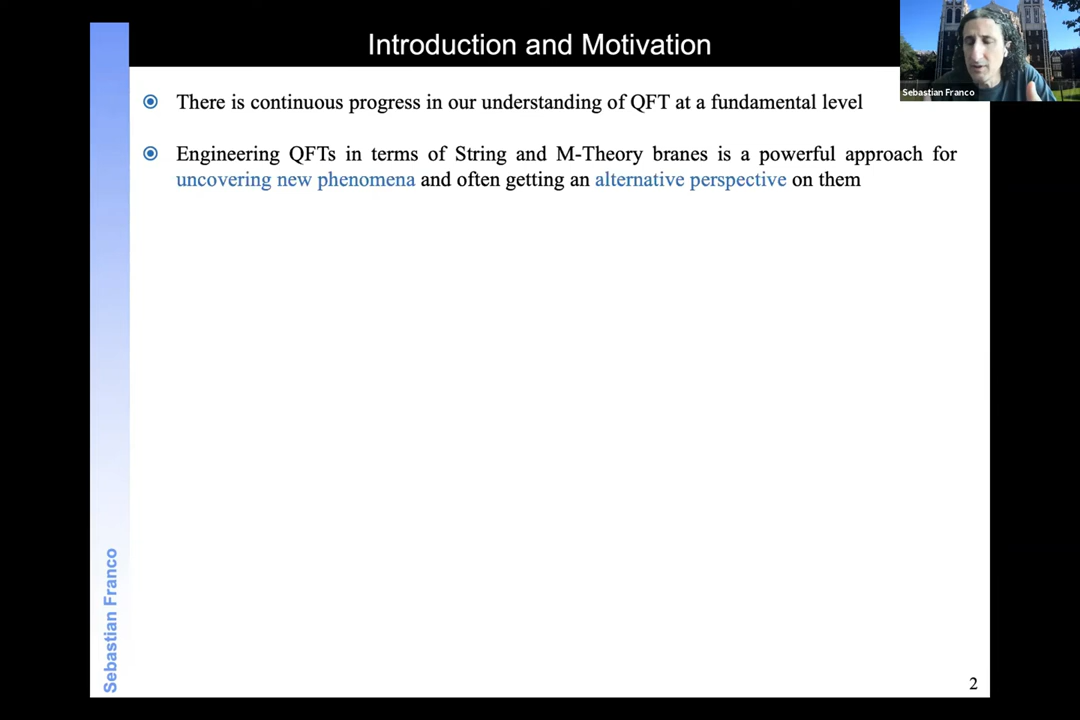 Introduction and Motivation
Sebastian Franco
There is continuous progress in our understanding of QFT at a fundamental level
Engineering QFTs in terms of String and M-Theory branes is a powerful approach for
uncovering new phenomena and often getting an alternative perspective on them
Sebastian Franco
2